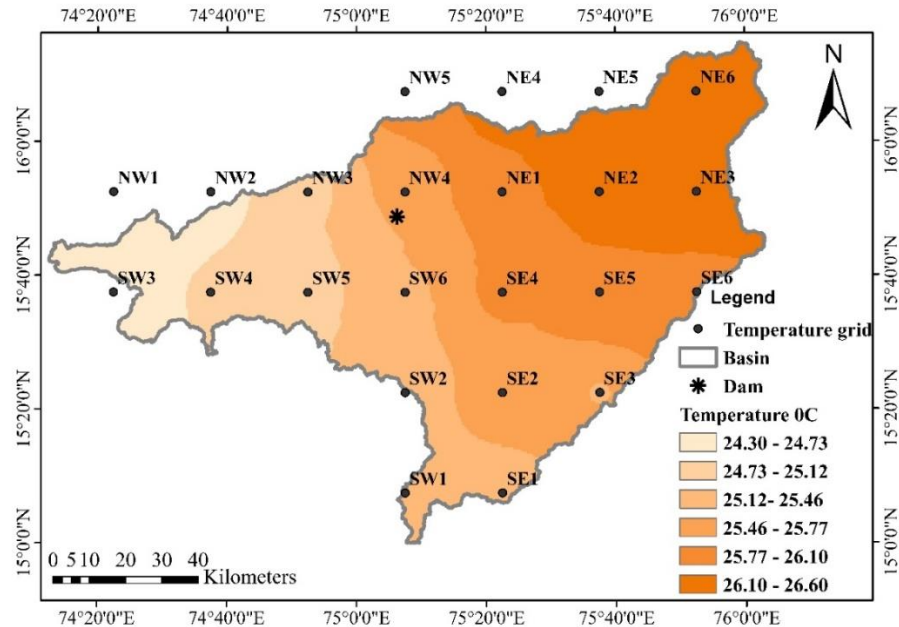 74°20'0"E 74°40'0"E 75°0'0"E 75°20'0"E 75°40'0"E 76°0'0"E
N
NW5 NE4 NE5 NE6
16°0'0"N 16°0'0"N
NW1 NW2 NW3 NW4 NE1 NE2 NE3
15°40'0"N 15°40'0"N
SW3 SW4 SW5 SW6 SE4 SE5 SE6
Legend
Temperature grid
Basin
Dam
SW2 SE2 SE3
15°20'0"N 15°20'0"N
Temperature 0C
24.30 - 24.73
24.73 - 25.12
25.12- 25.46
25.46 - 25.77
25.77 - 26.10
26.10 - 26.60
SW1 SE1
15°0'0"N 15°0'0"N
0 5 10 20 30 40
Kilometers
74°20'0"E 74°40'0"E 75°0'0"E 75°20'0"E 75°40'0"E 76°0'0"E